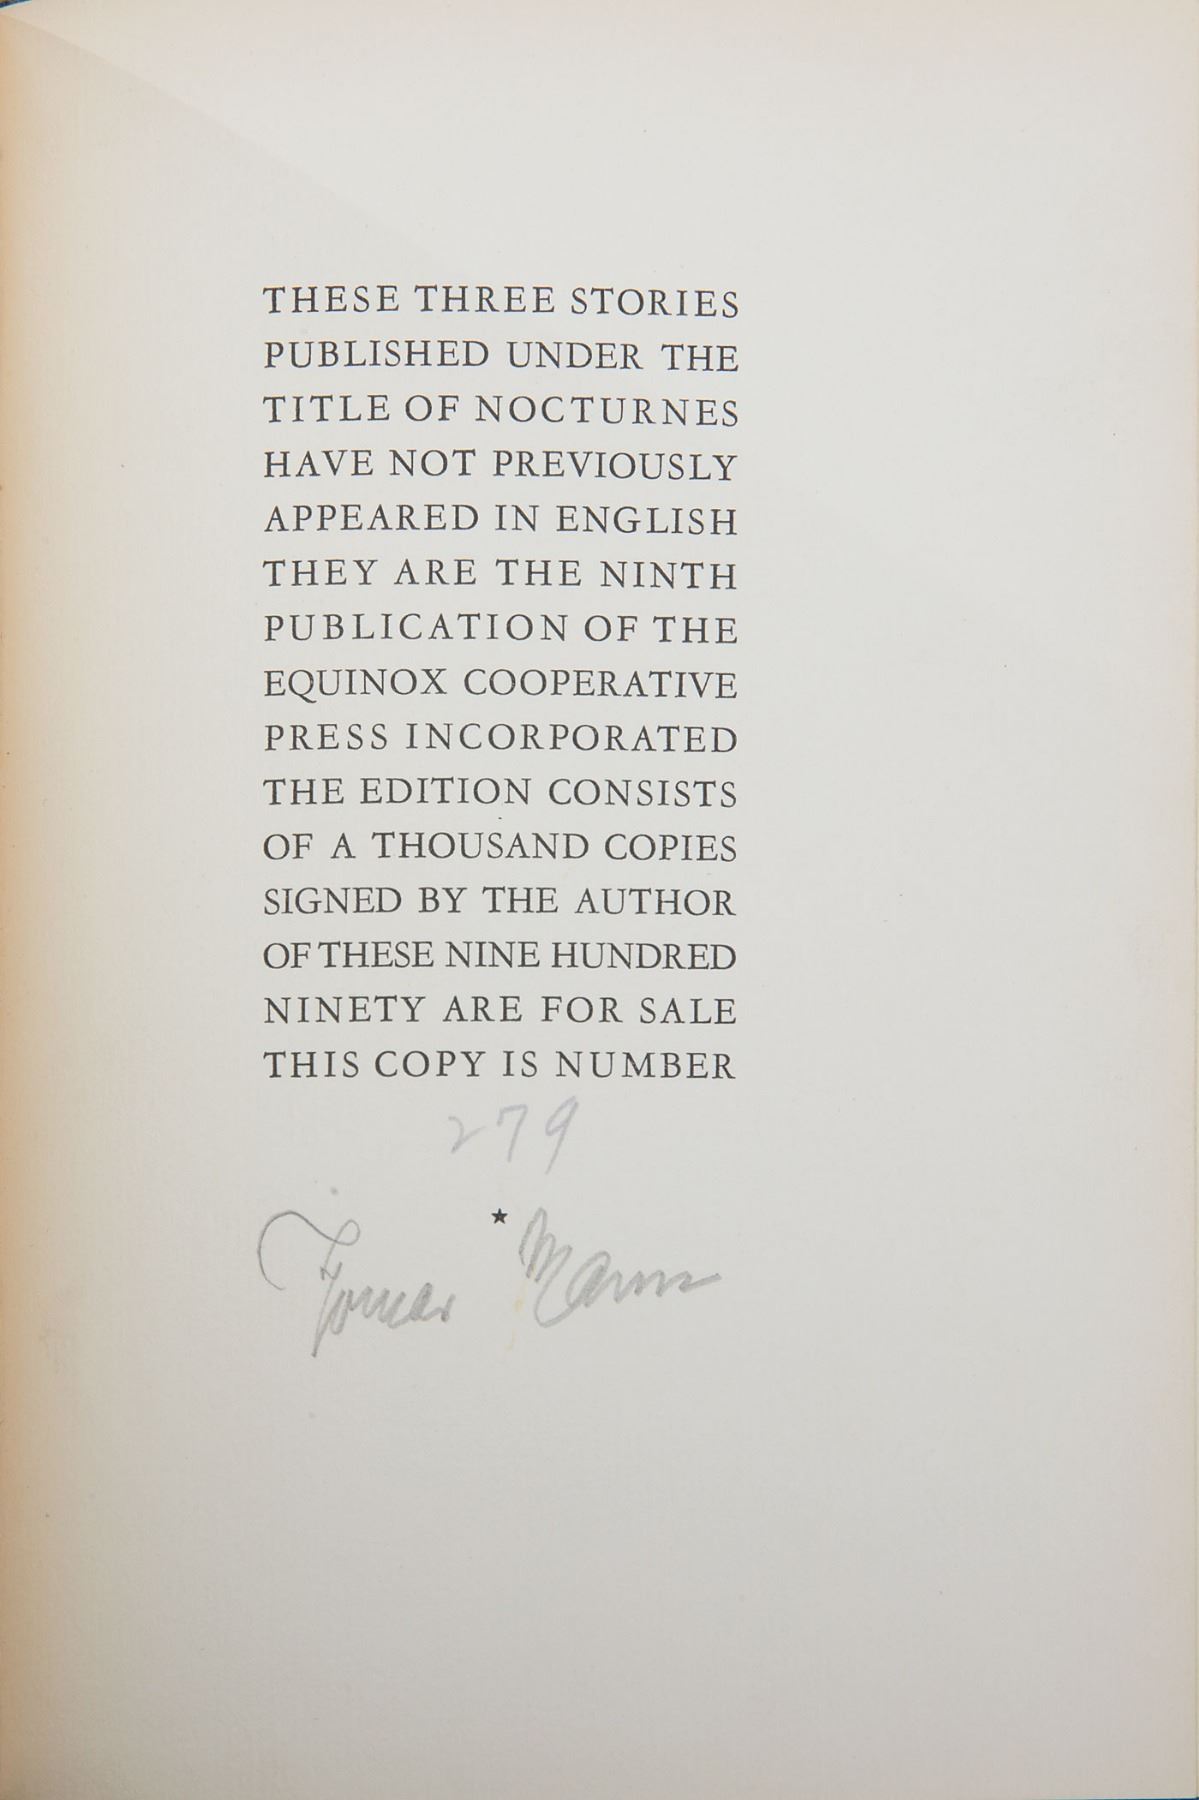 THESE THREE STORIES
PUBLISHED UNDER THE
TITLE OF NOCTURNES
HAVE NOT PREVIOUSLY
APPEARED IN ENGLISH
THEY ARE THE NINTH
PUBLICATION OF THE
EQUINOX COOPERATIVE
PRESS INCORPORATED
THE EDITION CONSISTS
OF A THOUSAND COPIES
SIGNED BY THE AUTHOR
OF THESE NINE HUNDRED
NINETY ARE FOR SALE
THIS COPY IS NUMBER
279
★
Thomas Mann